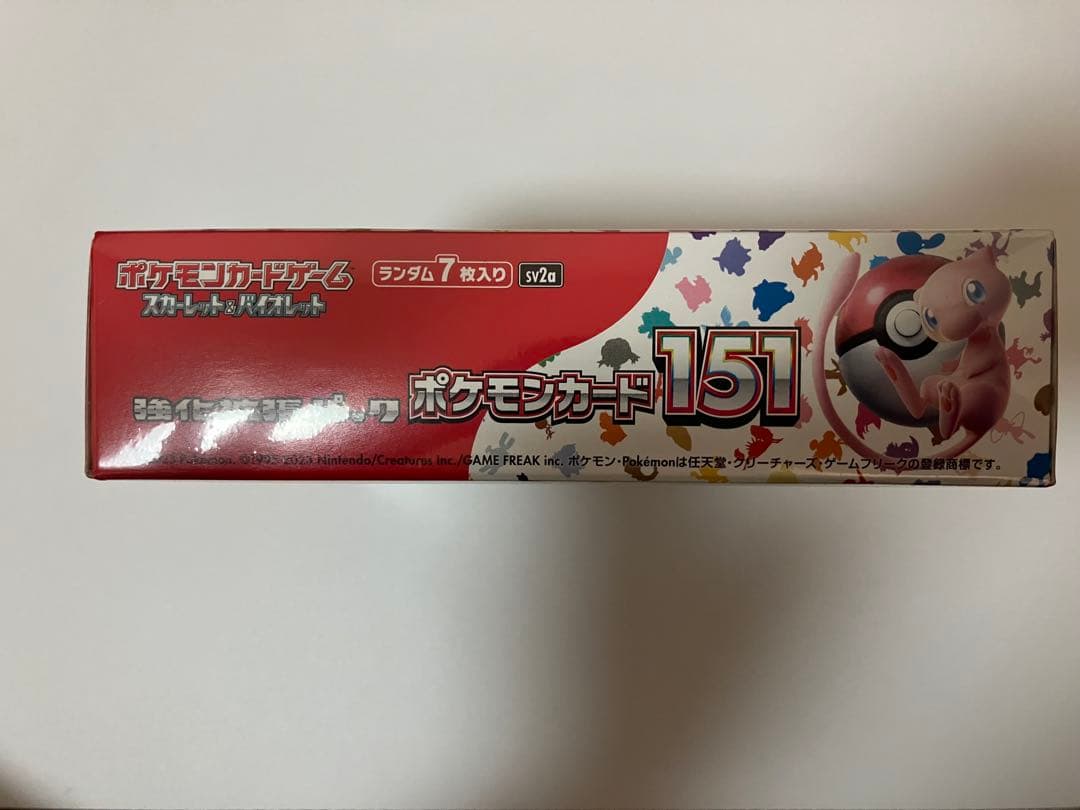 ポケモンカードゲーム
スカーレット&バイオレット
ランダム7枚入り
sv2a
強化拡張パック
ポケモンカード151
Pokémon. ©1995-2023 Nintendo/Creatures Inc./GAME FREAK inc. ポケモン・Pokémonは任天堂・クリーチャーズ・ゲームフリークの登録商標です。